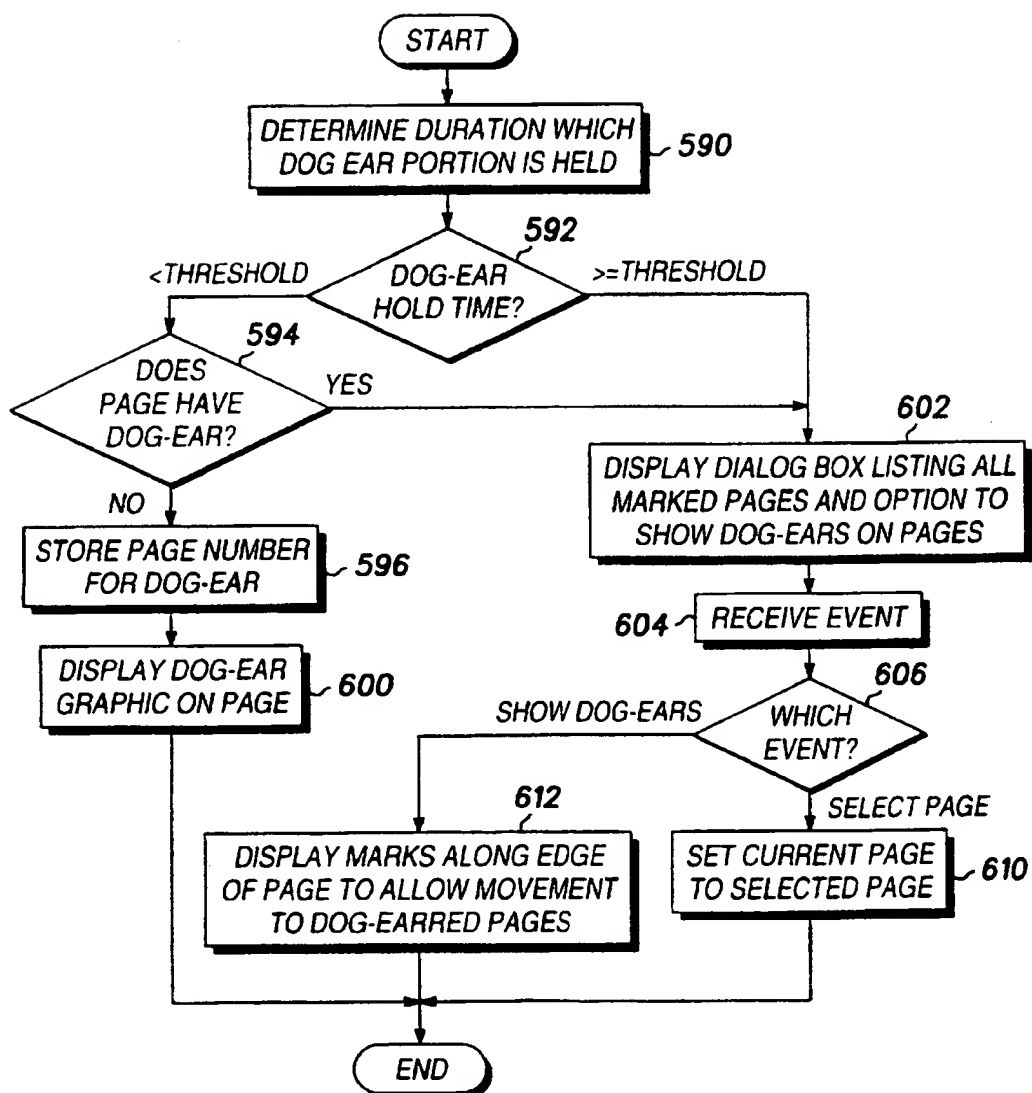 START
DETERMINE DURATION WHICH
DOG EAR PORTION IS HELD
590
592
<THRESHOLD
DOG-EAR
HOLD TIME?
>=THRESHOLD
594
DOES
PAGE HAVE
DOG-EAR?
YES
602
DISPLAY DIALOG BOX LISTING ALL
MARKED PAGES AND OPTION TO
SHOW DOG-EARS ON PAGES
NO
STORE PAGE NUMBER
FOR DOG-EAR
596
604
RECEIVE EVENT
DISPLAY DOG-EAR
GRAPHIC ON PAGE
600
606
SHOW DOG-EARS
WHICH
EVENT?
612
SELECT PAGE
DISPLAY MARKS ALONG EDGE
OF PAGE TO ALLOW MOVEMENT
TO DOG-EARRED PAGES
SET CURRENT PAGE
TO SELECTED PAGE
610
END